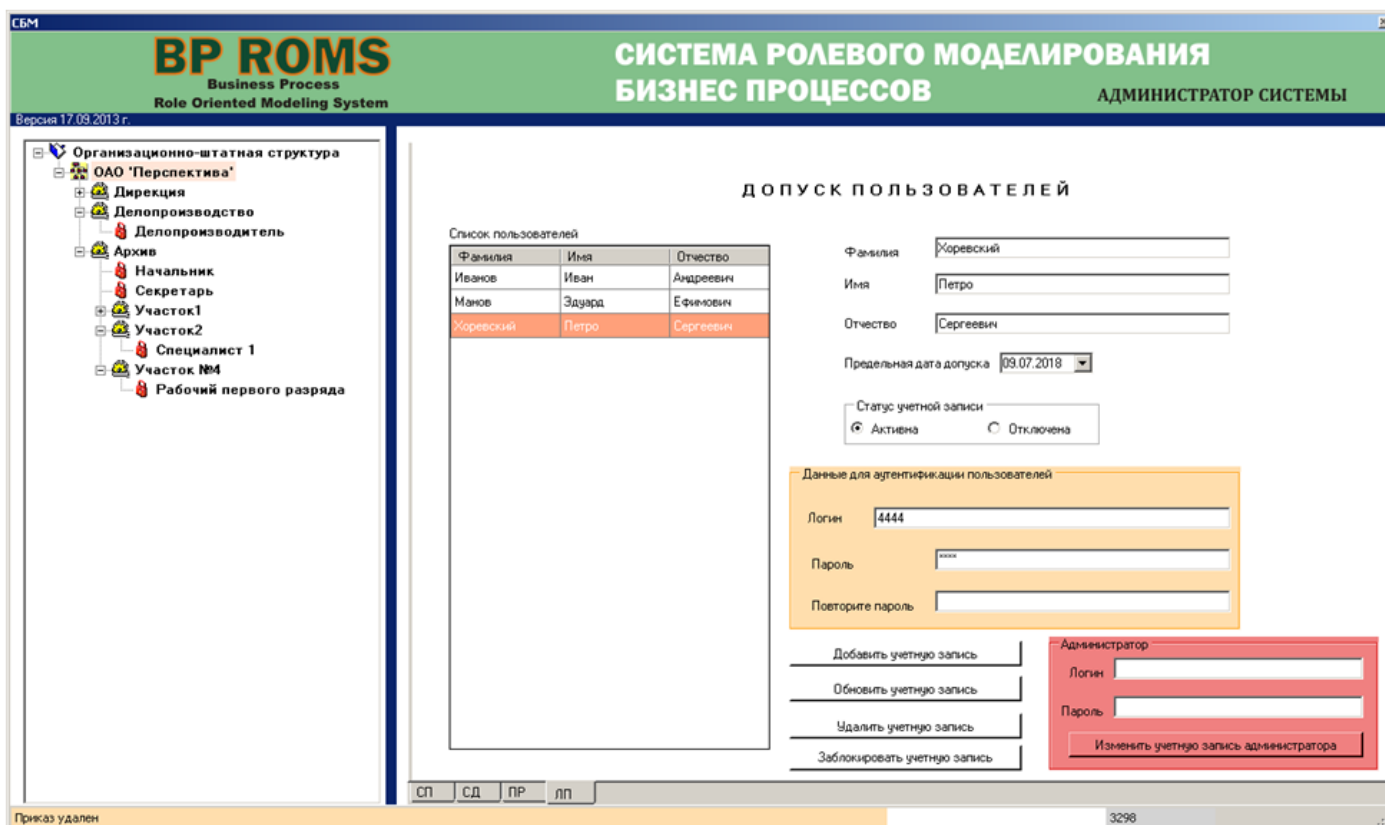 СБМ
BP ROMS
Business Process
Role Oriented Modeling System
СИСТЕМА РОЛЕВОГО МОДЕЛИРОВАНИЯ
БИЗНЕС ПРОЦЕССОВ
АДМИНИСТРАТОР СИСТЕМЫ
Версия 17.09.2013 г.
Организационно-штатная структура
ОАО "Перспектива"
Дирекция
Делопроизводство
Делопроизводитель
Архив
Начальник
Секретарь
Участок1
Участок2
Специалист 1
Участок №4
Рабочий первого разряда
ДОПУСК ПОЛЬЗОВАТЕЛЕЙ
Список пользователей
Фамилия Имя Отчество
Иванов Иван Андреевич
Манов Эдуард Ефимович
Хоревский Петро Сергеевич
Фамилия Хоревский
Имя Петро
Отчество Сергеевич
Предельная дата допуска 09.07.2018
Статус учетной записи
Активна Отключена
Данные для аутентификации пользователей
Логин 4444
Пароль ****
Повторите пароль
Добавить учетную запись
Обновить учетную запись
Удалить учетную запись
Заблокировать учетную запись
Администратор
Логин
Пароль
Изменить учетную запись администратора
СП СД ПР ЛП
Приказ удален 3298